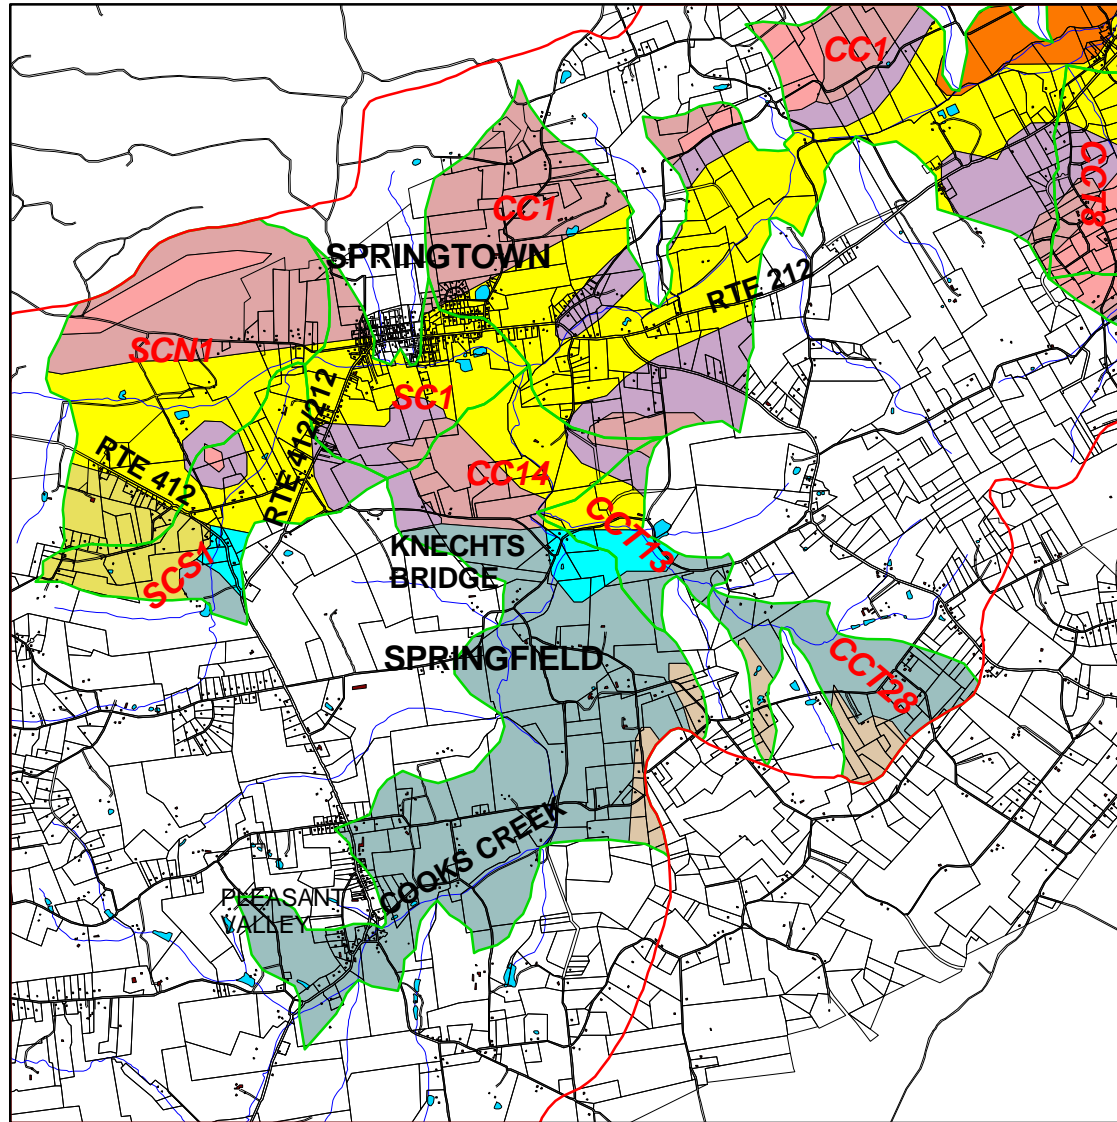 CC1
CCT8
CC1
SPRINGTOWN
RTE 212
SCN1
SC1
RTE 412/212
RTE 412
CC14
CCT13
KNECHTS
BRIDGE
SCS1
SPRINGFIELD
CCT28
COOKS CREEK
PLEASANT
VALLEY